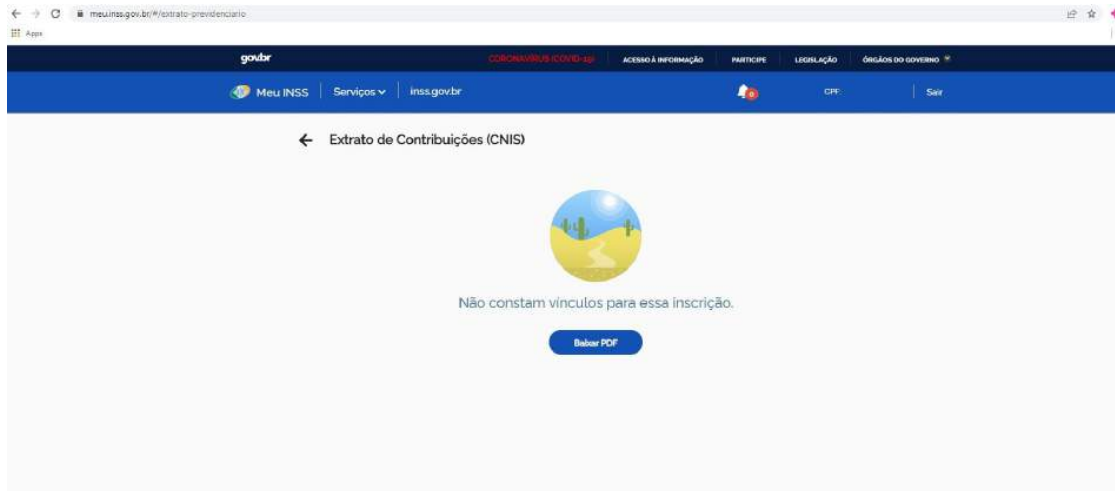 meu.inss.gov.br/#/extrato-previdenciario
Apps
gov.br CORONAVÍRUS (COVID-19) ACESSO À INFORMAÇÃO PARTICIPE LEGISLAÇÃO ÓRGÃOS DO GOVERNO
Meu INSS Serviços inss.gov.br CPF: Sair
Extrato de Contribuições (CNIS)
Não constam vínculos para essa inscrição.
Baixar PDF